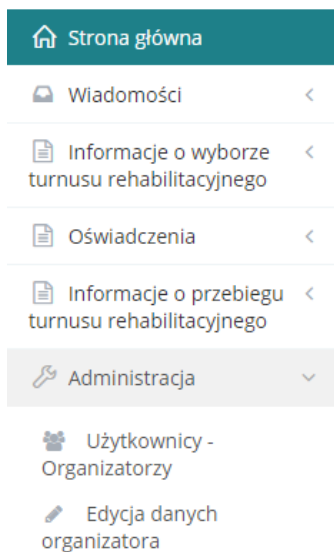 Strona główna
Wiadomości
Informacje o wyborze
turnusu rehabilitacyjnego
Oświadczenia
Informacje o przebiegu
turnusu rehabilitacyjnego
Administracja
Użytkownicy -
Organizatorzy
Edycja danych
organizatora